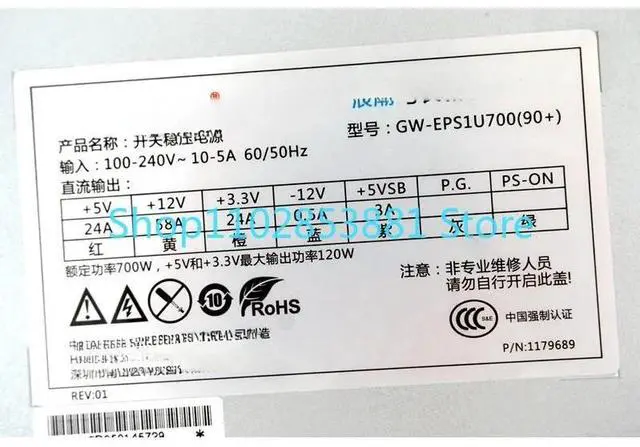 型号：GW-EPS1U700(90+)
产品名称：开关稳压电源
输入：100-240V~ 10-5A 60/50Hz
直流输出：
+5V +12V +3.3V -12V +5VSB P.G. PS-ON
24A 58A 24A 0.5A 3A
红 黄 橙 蓝 紫 灰 绿
Shop1102853881 Store
额定功率700W，+5V和+3.3V最大输出功率120W
注意：非专业维修人员
请勿自行开启此盖!
10
RoHS
CCC S&E
中国强制认证
P/N:1179689
REV:01